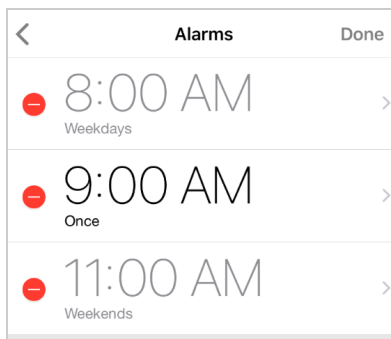 Alarms Done
8:00 AM
Weekdays
9:00 AM
Once
11:00 AM
Weekends